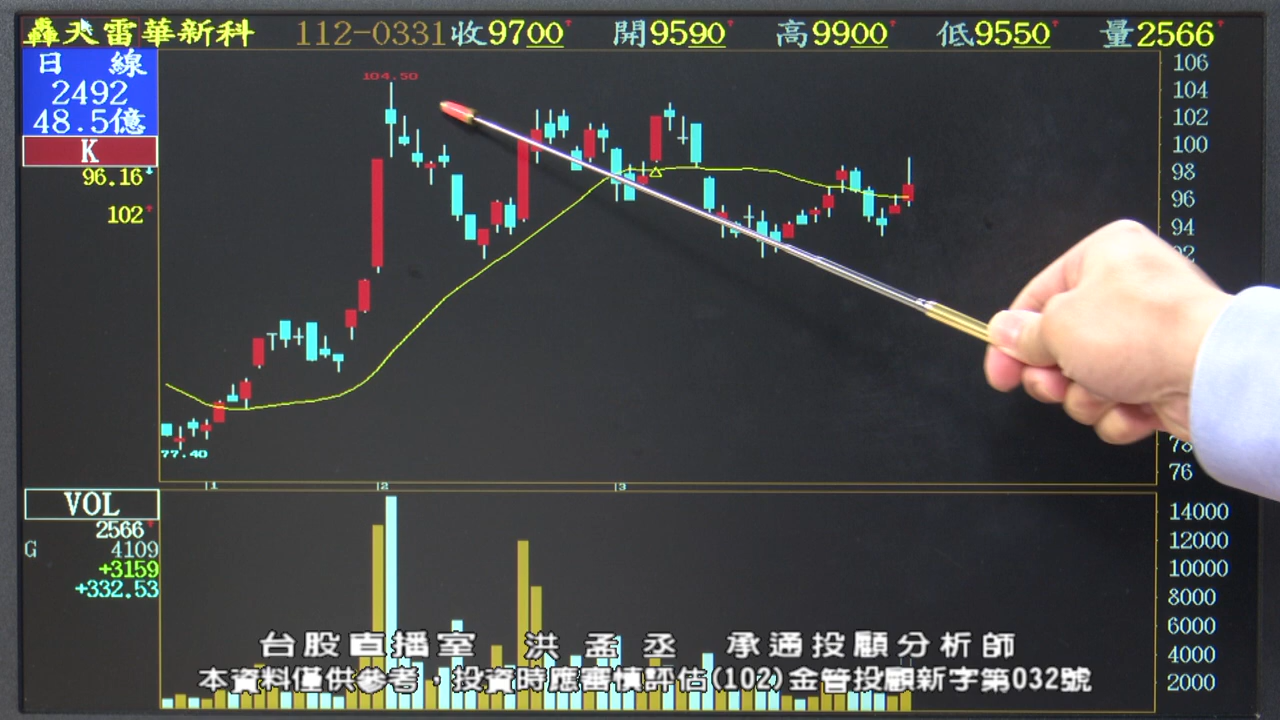 轟天雷華新科 112-0331收9700↑ 開9590↑ 高9900↑ 低9550↑ 量2566↑
日 線
2492
48.5億
K
96.16↓
102↑
104.50
77.40
106
104
102
100
98
96
94
92
78
76
1 2 3
VOL
2566↑
G 4109
+3159
+332.53
14000
12000
10000
8000
6000
4000
2000
台股直播室 洪孟丞 承通投顧分析師
本資料僅供參考，投資時應審慎評估(102)金管投顧新字第032號